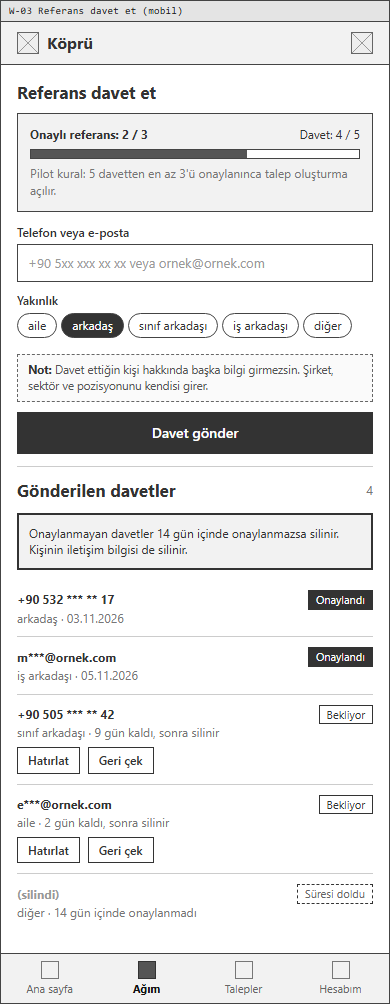 W-03 Referans davet et (mobil)
Köprü
Referans davet et
Onaylı referans: 2 / 3
Davet: 4 / 5
Pilot kural: 5 davetten en az 3'ü onaylanınca talep oluşturma
açılır.
Telefon veya e-posta
+90 5xx xxx xx xx veya ornek@ornek.com
Yakınlık
aile
arkadaş
sınıf arkadaşı
iş arkadaşı
diğer
Not: Davet ettiğin kişi hakkında başka bilgi girmezsin. Şirket,
sektör ve pozisyonunu kendisi girer.
Davet gönder
Gönderilen davetler
4
Onaylanmayan davetler 14 gün içinde onaylanmazsa silinir.
Kişinin iletişim bilgisi de silinir.
+90 532 *** ** 17
Onaylandı
arkadaş · 03.11.2026
m***@ornek.com
Onaylandı
iş arkadaşı · 05.11.2026
+90 505 *** ** 42
Bekliyor
sınıf arkadaşı · 9 gün kaldı, sonra silinir
Hatırlat
Geri çek
e***@ornek.com
Bekliyor
aile · 2 gün kaldı, sonra silinir
Hatırlat
Geri çek
(silindi)
Süresi doldu
diğer · 14 gün içinde onaylanmadı
Ana sayfa
Ağım
Talepler
Hesabım